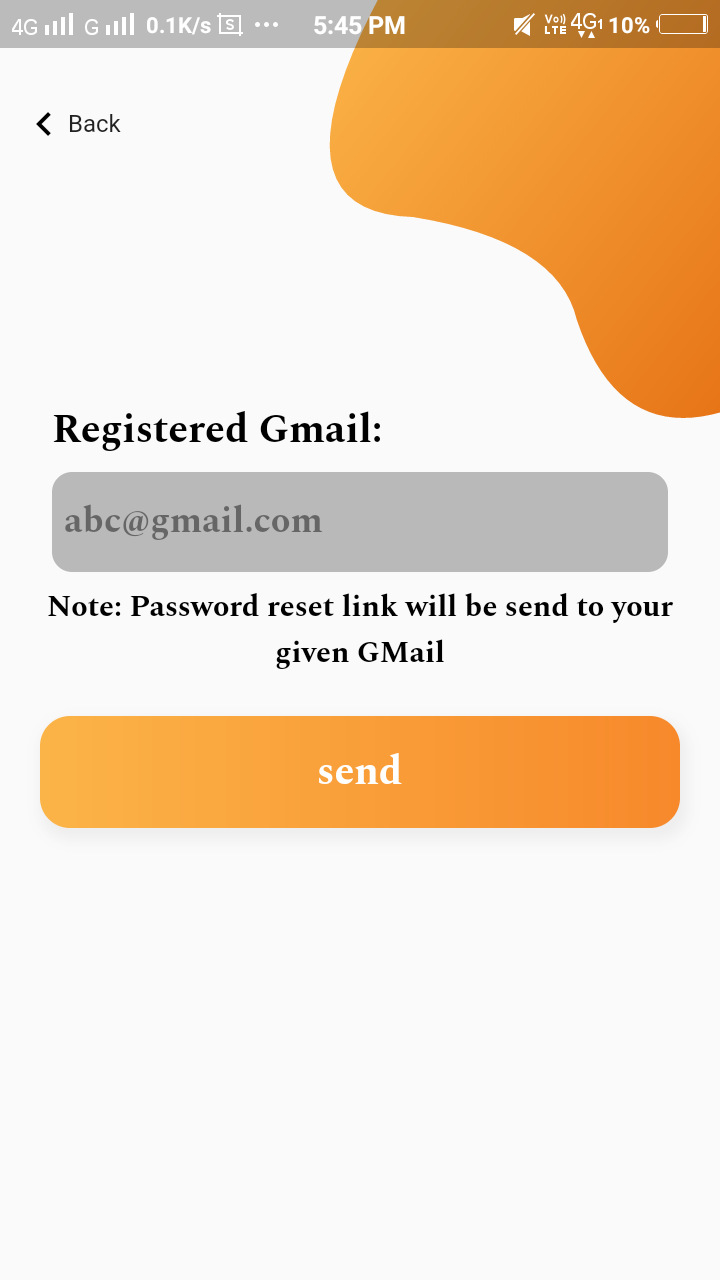 4G G 0.1K/s S ... 5:45 PM Vo)) LTE 4G1 10%
Back
Registered Gmail:
abc@gmail.com
Note: Password reset link will be send to your
given GMail
send